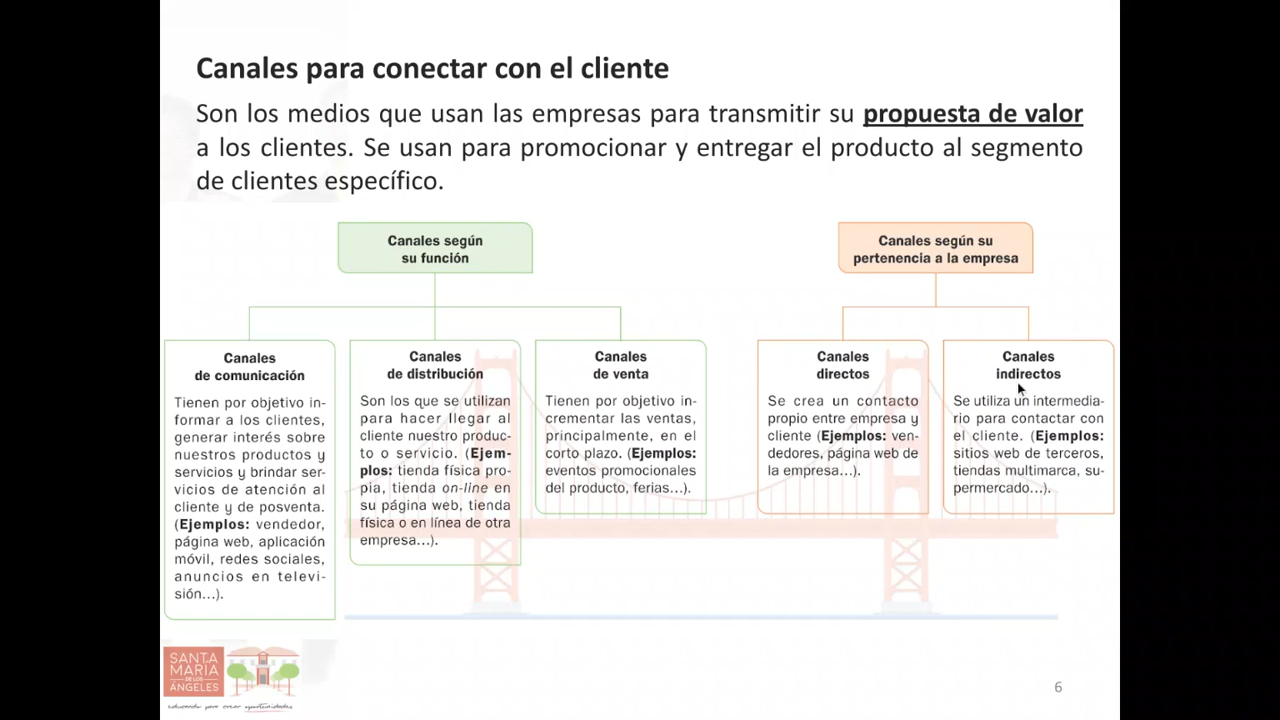 Canales para conectar con el cliente
Son los medios que usan las empresas para transmitir su propuesta de valor
a los clientes. Se usan para promocionar y entregar el producto al segmento
de clientes específico.
Canales según
su función
Canales
de comunicación
Tienen por objetivo in-
formar a los clientes,
generar interés sobre
nuestros productos y
servicios y brindar ser-
vicios de atención al
cliente y de posventa.
(Ejemplos: vendedor,
página web, aplicación
móvil, redes sociales,
anuncios en televi-
sión...).
Canales
de distribución
Son los que se utilizan
para hacer llegar al
cliente nuestro produc-
to o servicio. (Ejem-
plos: tienda física pro-
pia, tienda on-line en
su página web, tienda
física o en línea de otra
empresa...).
Canales
de venta
Tienen por objetivo in-
crementar las ventas,
principalmente, en el
corto plazo. (Ejemplos:
eventos promocionales
del producto, ferias...).
Canales según su
pertenencia a la empresa
Canales
directos
Se crea un contacto
propio entre empresa y
cliente (Ejemplos: ven-
dedores, página web de
la empresa...).
Canales
indirectos
Se utiliza un intermedia-
rio para contactar con
el cliente. (Ejemplos:
sitios web de terceros,
tiendas multimarca, su-
permercado...).
SANTA
MARIA
DE LOS
ÁNGELES
educando para crear oportunidades
6